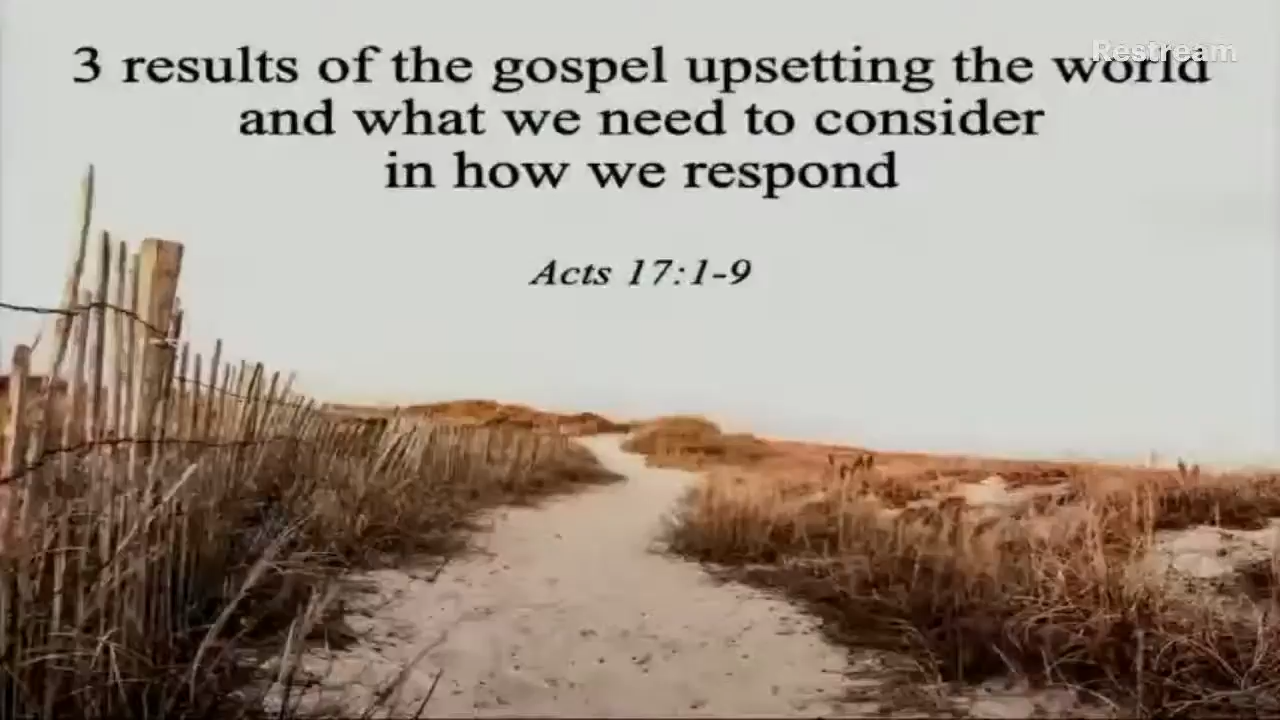 Restream
3 results of the gospel upsetting the world
and what we need to consider
in how we respond
Acts 17:1-9